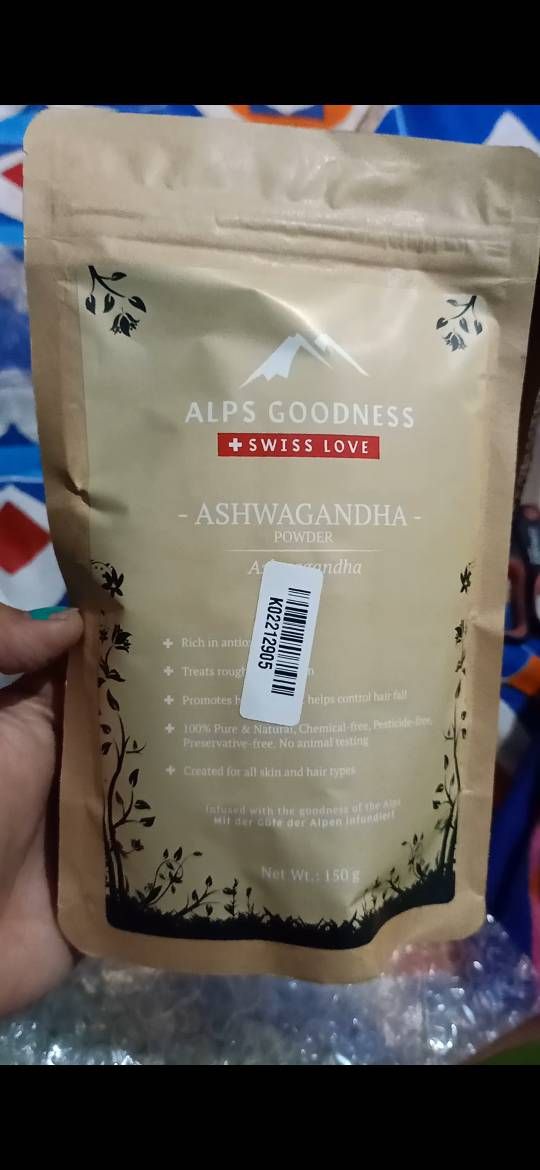 ALPS GOODNESS
+ SWISS LOVE
- ASHWAGANDHA -
POWDER
K02212905
+ Rich in
+ Treats
+ Promotes helps control hair fall
+ 100% Pure & Natural, Chemical-free, Pesticide-free,
Preservative-free, No animal testing
+ Created for all skin and hair types
Infused with the goodness of the Alps
Mit der Güte der Alpen infundiert
Net Wt.: 150 g